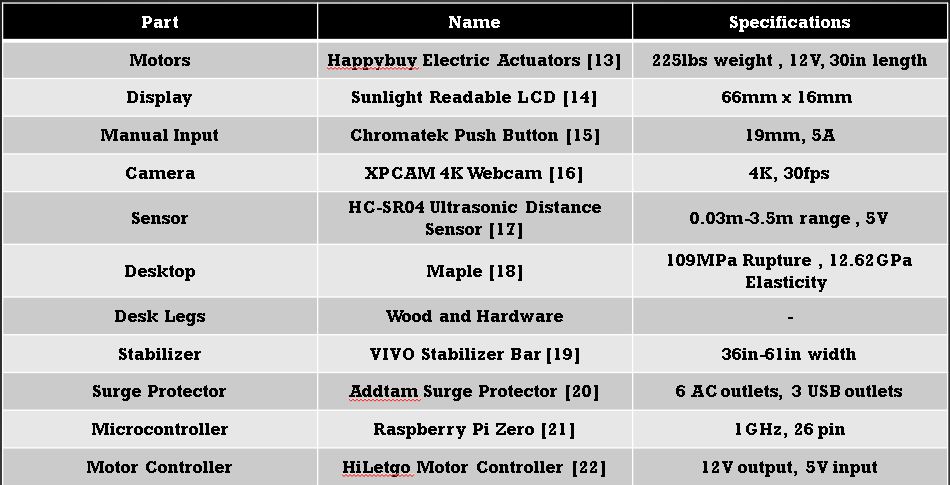 Part Name Specifications
Motors Happybuy Electric Actuators [13] 225lbs weight , 12V, 30in length
Display Sunlight Readable LCD [14] 66mm x 16mm
Manual Input Chromatek Push Button [15] 19mm, 5A
Camera XPCAM 4K Webcam [16] 4K, 30fps
Sensor HC-SR04 Ultrasonic Distance
Sensor [17] 0.03m-3.5m range , 5V
Desktop Maple [18] 109MPa Rupture , 12.62GPa
Elasticity
Desk Legs Wood and Hardware -
Stabilizer VIVO Stabilizer Bar [19] 36in-61in width
Surge Protector Addtam Surge Protector [20] 6 AC outlets, 3 USB outlets
Microcontroller Raspberry Pi Zero [21] 1GHz, 26 pin
Motor Controller HiLetgo Motor Controller [22] 12V output, 5V input